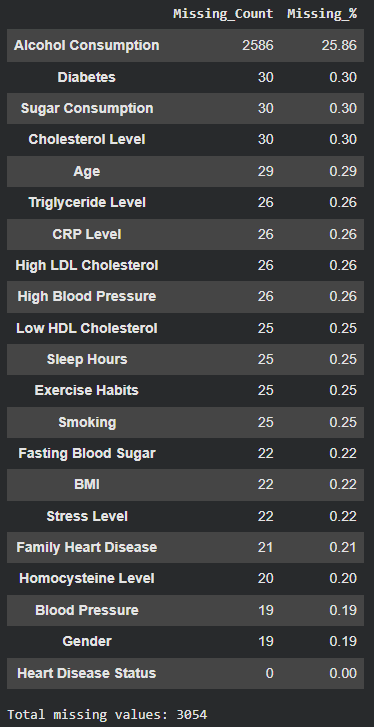 Missing_Count Missing_%
Alcohol Consumption 2586 25.86
Diabetes 30 0.30
Sugar Consumption 30 0.30
Cholesterol Level 30 0.30
Age 29 0.29
Triglyceride Level 26 0.26
CRP Level 26 0.26
High LDL Cholesterol 26 0.26
High Blood Pressure 26 0.26
Low HDL Cholesterol 25 0.25
Sleep Hours 25 0.25
Exercise Habits 25 0.25
Smoking 25 0.25
Fasting Blood Sugar 22 0.22
BMI 22 0.22
Stress Level 22 0.22
Family Heart Disease 21 0.21
Homocysteine Level 20 0.20
Blood Pressure 19 0.19
Gender 19 0.19
Heart Disease Status 0 0.00
Total missing values: 3054